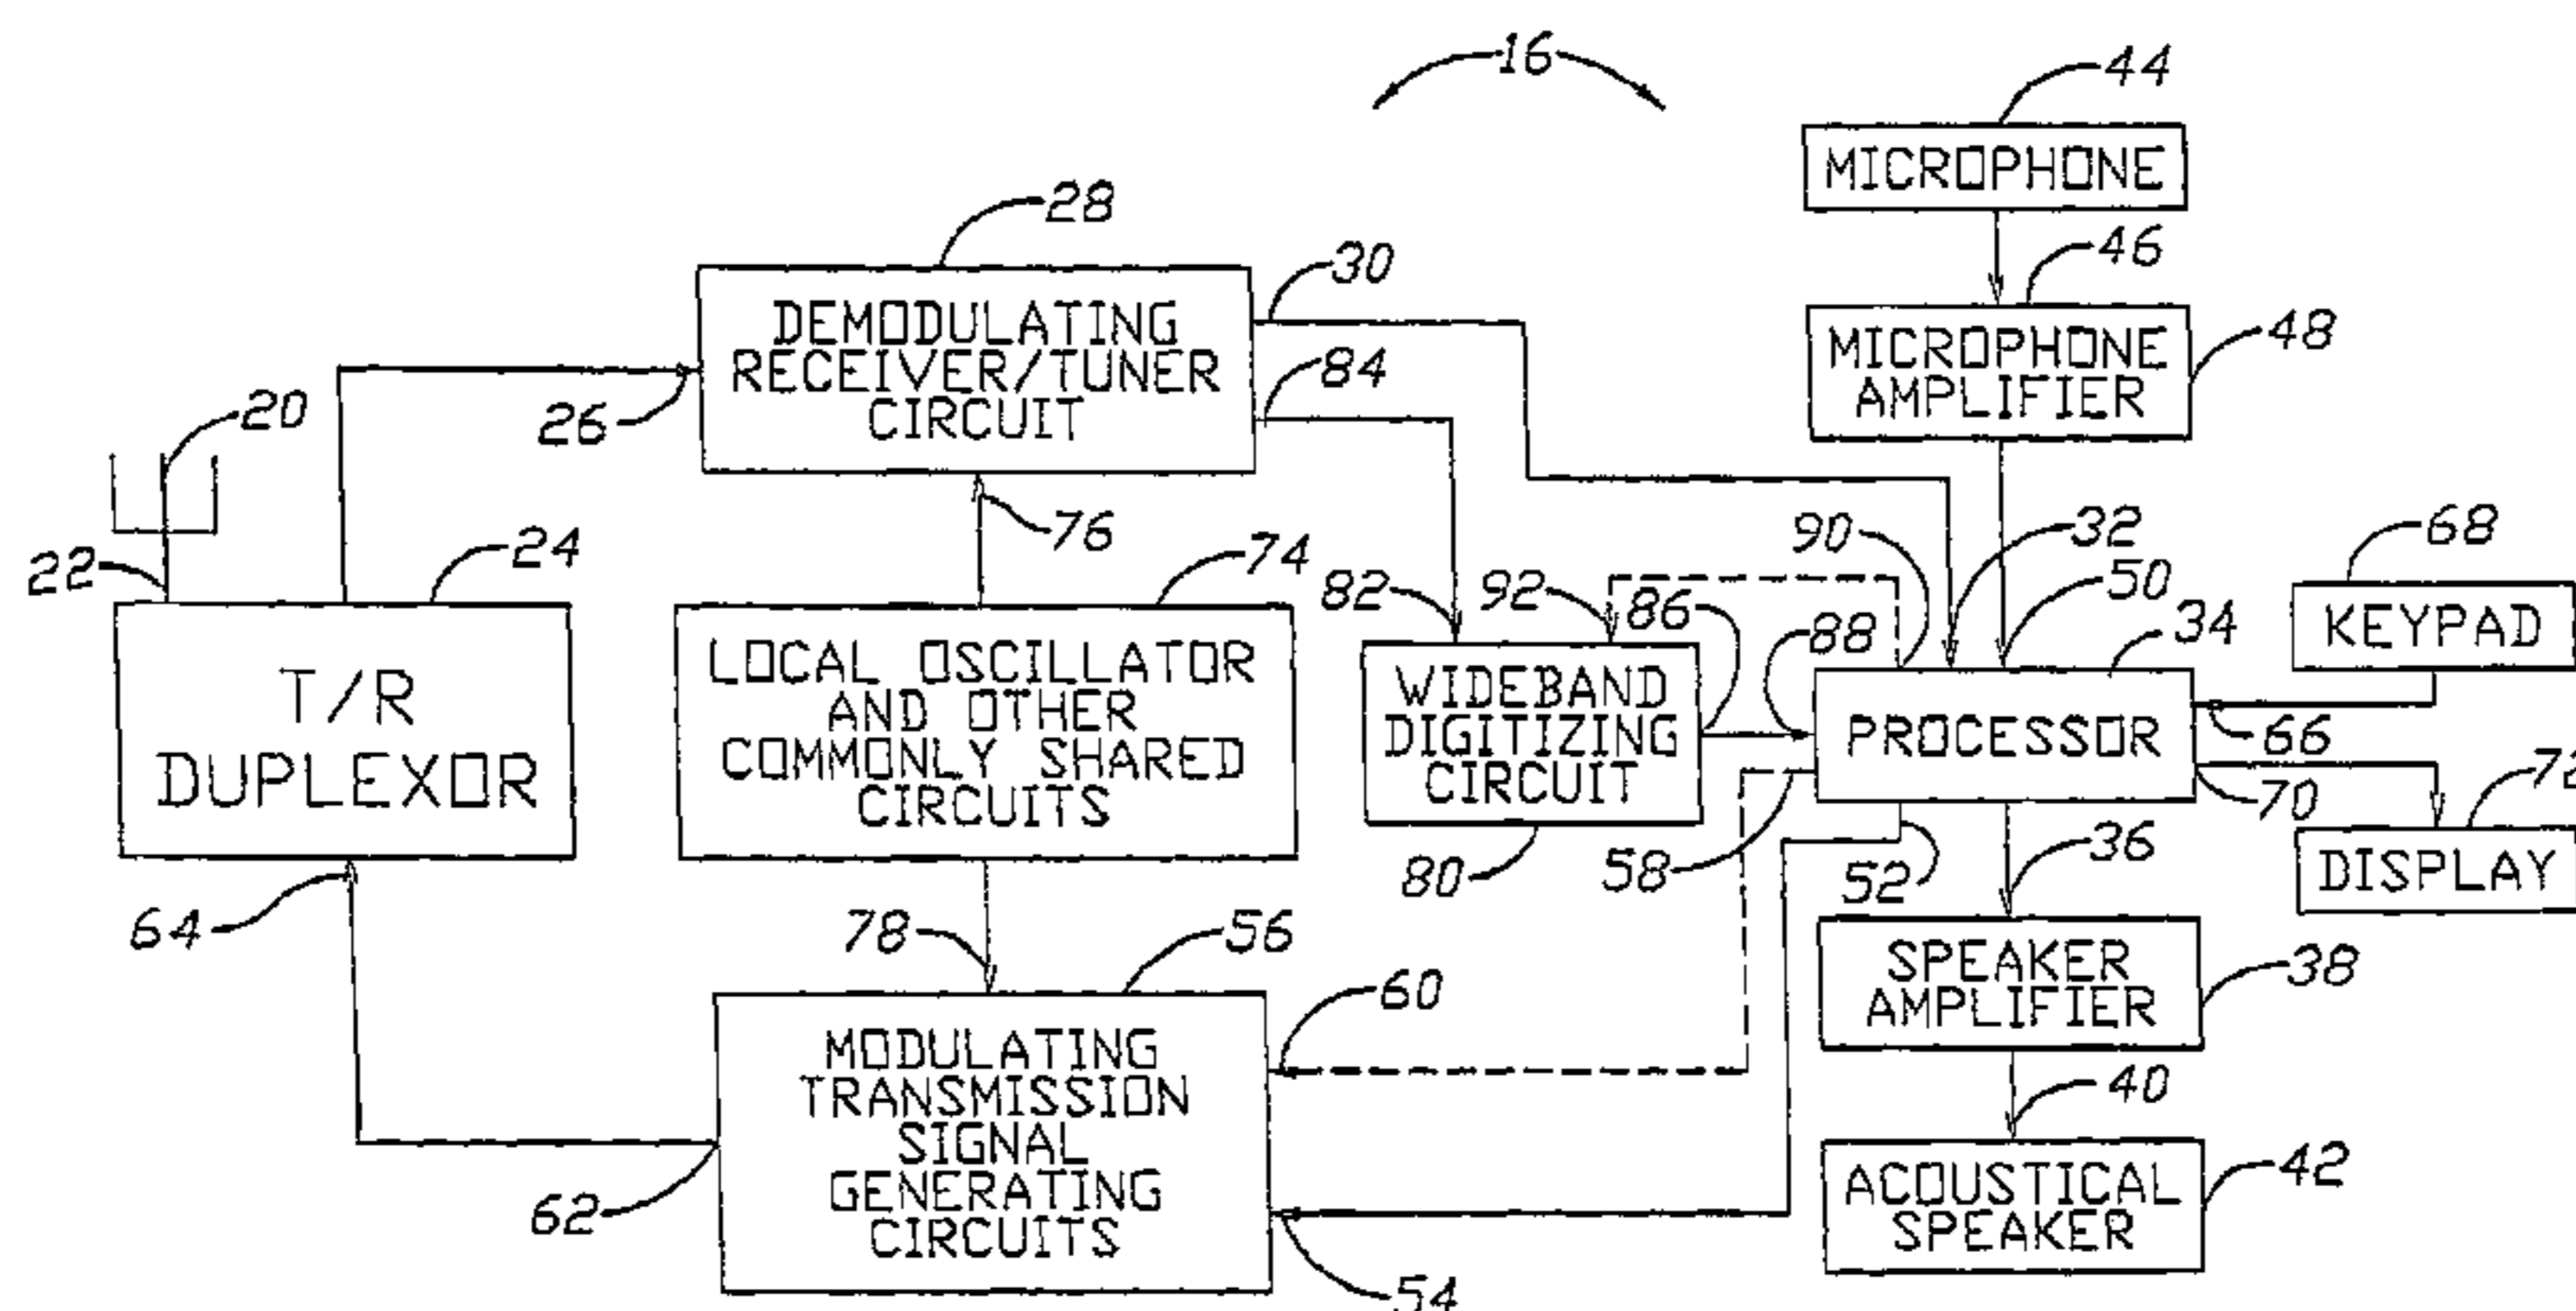 16
44
MICROPHONE
46
MICROPHONE
AMPLIFIER
48
28
30
DEMODULATING
RECEIVER/TUNER
CIRCUIT
84
26
20
22
24
T/R
DUPLEXOR
64
76
74
LOCAL OSCILLATOR
AND OTHER
COMMONLY SHARED
CIRCUITS
78
56
MODULATING
TRANSMISSION
SIGNAL
GENERATING
CIRCUITS
62
60
54
82
92
86
90
88
WIDEBAND
DIGITIZING
CIRCUIT
80
58
32
50
34
PROCESSOR
52
36
68
KEYPAD
66
70
72
DISPLAY
SPEAKER
AMPLIFIER
38
40
ACOUSTICAL
SPEAKER
42